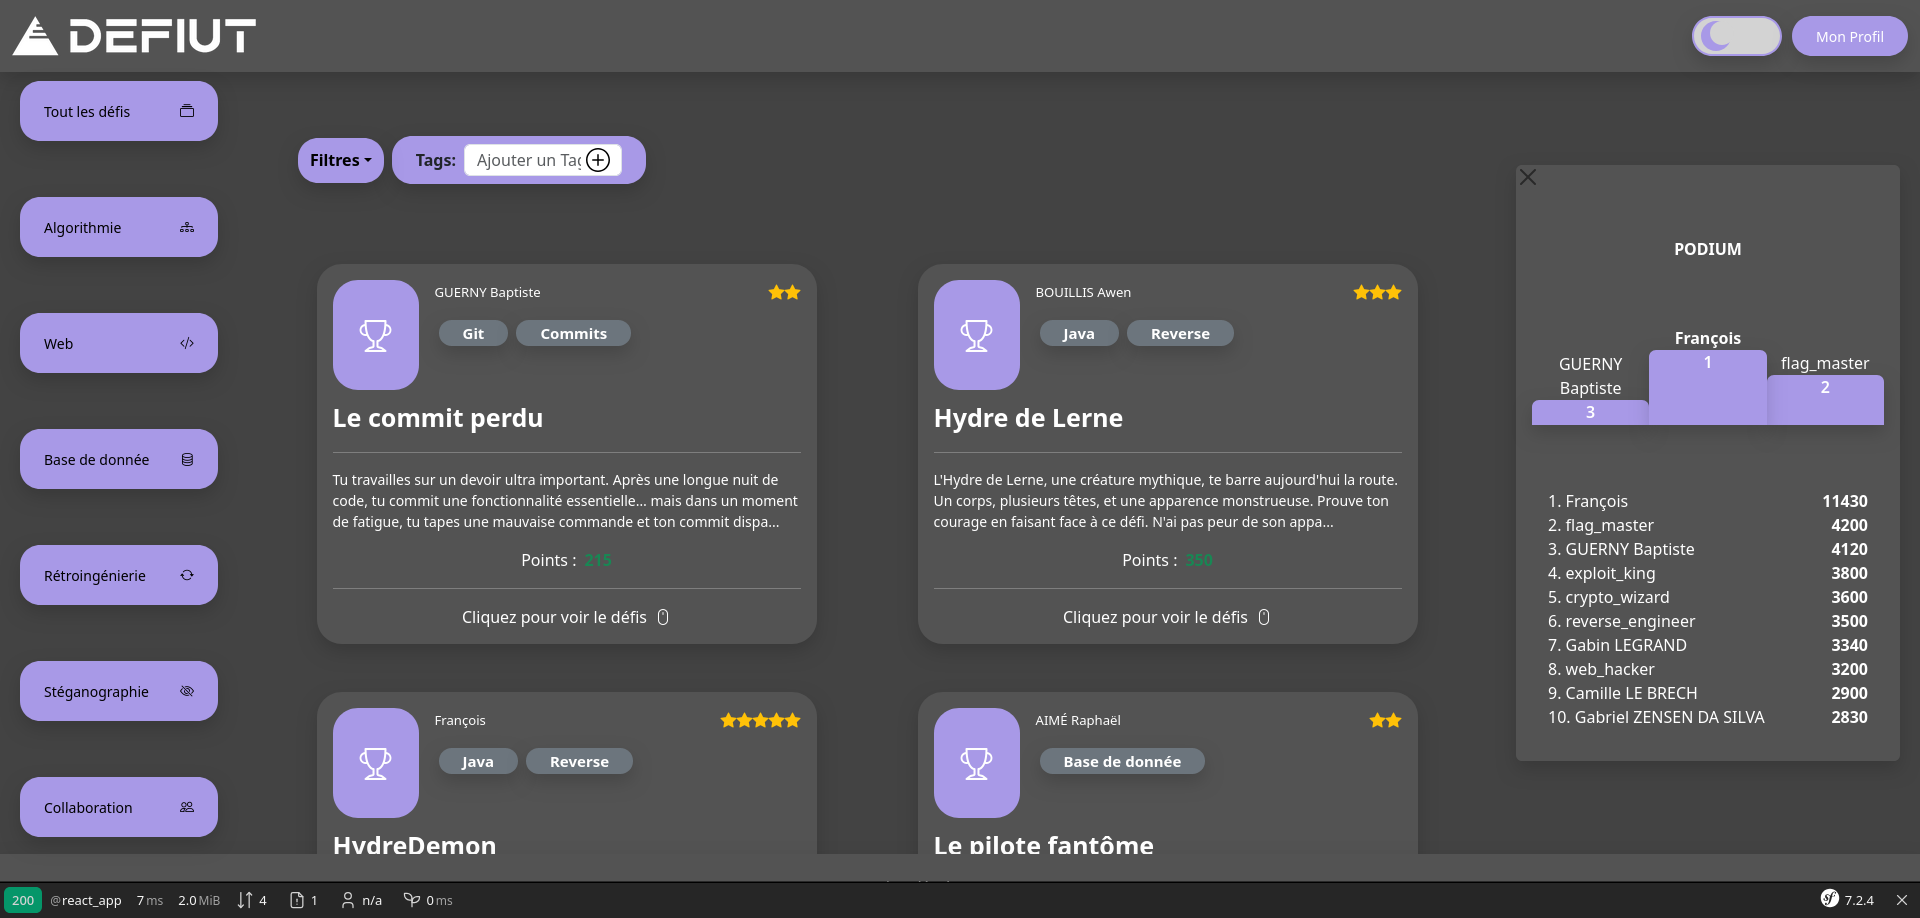 DEFIUT
Mon Profil
Tout les défis
Algorithmie
Web
Base de donnée
Rétroingénierie
Stéganographie
Collaboration
Filtres
Tags:
Ajouter un Tag
GUERNY Baptiste
Git
Commits
Le commit perdu
Tu travailles sur un devoir ultra important. Après une longue nuit de
code, tu commit une fonctionnalité essentielle... mais dans un moment
de fatigue, tu tapes une mauvaise commande et ton commit dispa...
Points : 215
Cliquez pour voir le défis
BOUILLIS Awen
Java
Reverse
Hydre de Lerne
L'Hydre de Lerne, une créature mythique, te barre aujourd'hui la route.
Un corps, plusieurs têtes, et une apparence monstrueuse. Prouve ton
courage en faisant face à ce défi. N'ai pas peur de son appa...
Points : 350
Cliquez pour voir le défis
François
Java
Reverse
HydreDemon
AIMÉ Raphaël
Base de donnée
Le pilote fantôme
PODIUM
François
1
GUERNY
Baptiste
3
flag_master
2
1. François 11430
2. flag_master 4200
3. GUERNY Baptiste 4120
4. exploit_king 3800
5. crypto_wizard 3600
6. reverse_engineer 3500
7. Gabin LEGRAND 3340
8. web_hacker 3200
9. Camille LE BRECH 2900
10. Gabriel ZENSEN DA SILVA 2830
200 @react_app 7 ms 2.0 MiB 4 1 n/a 0 ms
sf 7.2.4